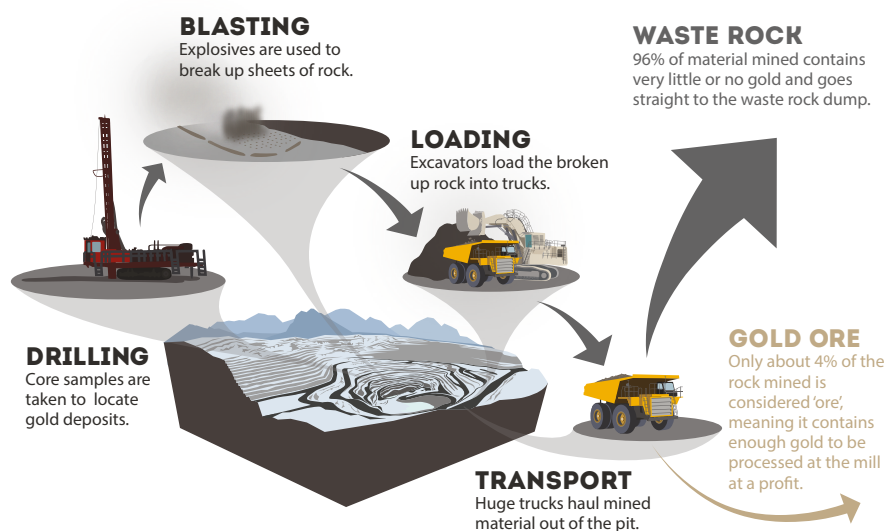 BLASTING
Explosives are used to
break up sheets of rock.
WASTE ROCK
96% of material mined contains
very little or no gold and goes
straight to the waste rock dump.
LOADING
Excavators load the broken
up rock into trucks.
DRILLING
Core samples are
taken to locate
gold deposits.
GOLD ORE
Only about 4% of the
rock mined is
considered ‘ore’,
meaning it contains
enough gold to be
processed at the mill
at a profit.
TRANSPORT
Huge trucks haul mined
material out of the pit.